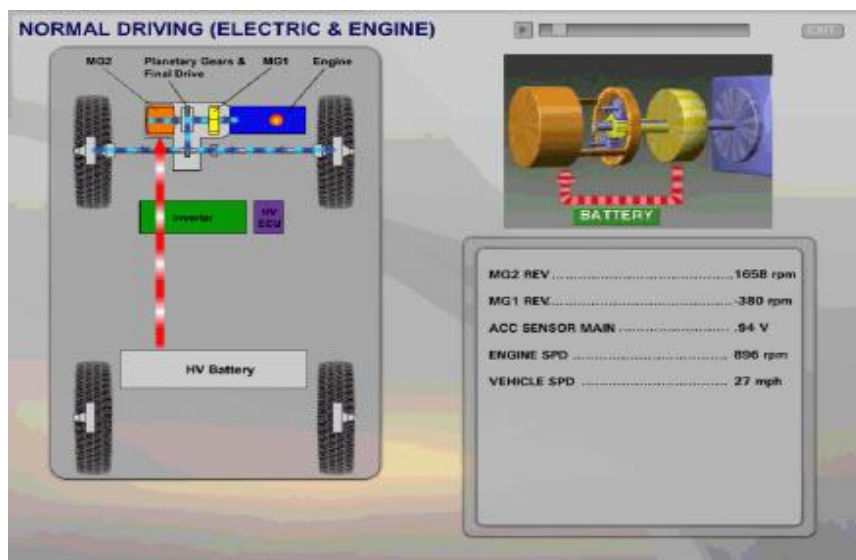 NORMAL DRIVING (ELECTRIC & ENGINE)
EXIT
MG2
Planetary Gears &
Final Drive
MG1
Engine
Inverter
HV
ECU
HV Battery
BATTERY
MG2 REV ........ 1658 rpm
MG1 REV ........ -380 rpm
ACC SENSOR MAIN ........ .94 V
ENGINE SPD ........ 896 rpm
VEHICLE SPD ........ 27 mph